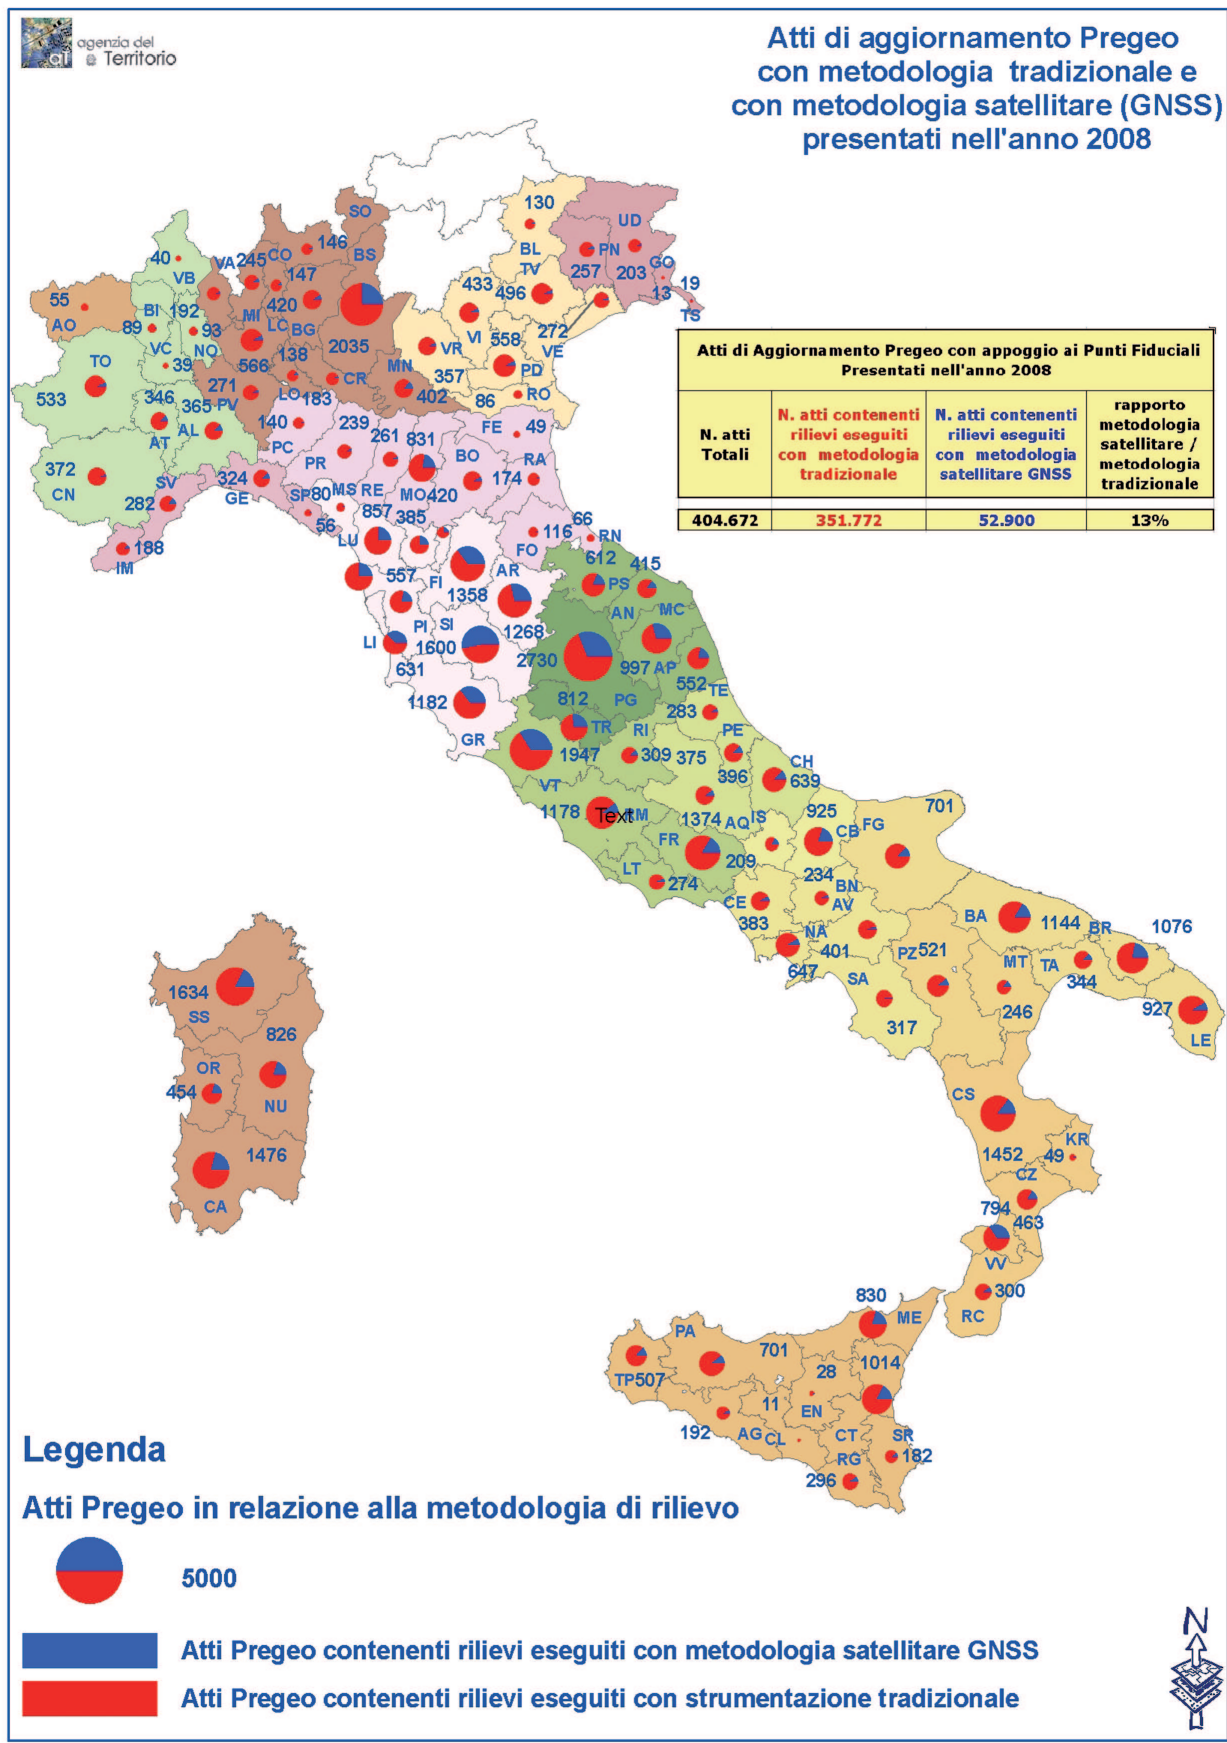 agenzia del
Territorio
Atti di aggiornamento Pregeo
con metodologia tradizionale e
con metodologia satellitare (GNSS)
presentati nell'anno 2008
Atti di Aggiornamento Pregeo con appoggio ai Punti Fiduciali
Presentati nell'anno 2008
N. atti
Totali
N. atti contenenti
rilievi eseguiti
con metodologia
tradizionale
N. atti contenenti
rilievi eseguiti
con metodologia
satellitare GNSS
rapporto
metodologia
satellitare /
metodologia
tradizionale
404.672 351.772 52.900 13%
130
SO
UD
146
CO
BS
PN
BL
40
VA 245
TV
257 203 GO
VB
147
433
496
13 19
TS
55
AO
BI 192
MI
420
LC BG
VI 558
272
VE
89
93
VC
NO
TO
39
566
138
2035
MN
VR
357
PD
533
346
365
271
PV
LO 183
CR
402
86
RO
AT
AL
140
PC
239
261
831
FE
49
372
CN
SV
282
324
GE
PR
BO
RA
174
SP 80 MS RE
MO 420
56
857
385
116
66
RN
188
IM
LU
FO
612
415
557
FI
AR
PS
1358
AN
MC
PI
SI
1268
LI
1600
2730
997 AP
631
552 TE
1182
812
PG
283
GR
TR
RI
PE
1947
309 375
CH
VT
396
639
1178
Text
RM
1374 AQ IS
925
701
FR
CB FG
209
LT
274
234
BN
CE
AV
383
BA
1144
BR
1076
NA
401
647
PZ 521
MT
TA
344
SA
1634
SS
246
927
317
LE
826
OR
454
NU
CS
KR
1476
1452
49
CA
CZ
794
463
VV
300
RC
830
ME
PA
701
1014
TP 507
28
11
EN
192
AG CL
CT
SR
RG
182
296
Legenda
Atti Pregeo in relazione alla metodologia di rilievo
5000
Atti Pregeo contenenti rilievi eseguiti con metodologia satellitare GNSS
Atti Pregeo contenenti rilievi eseguiti con strumentazione tradizionale
N